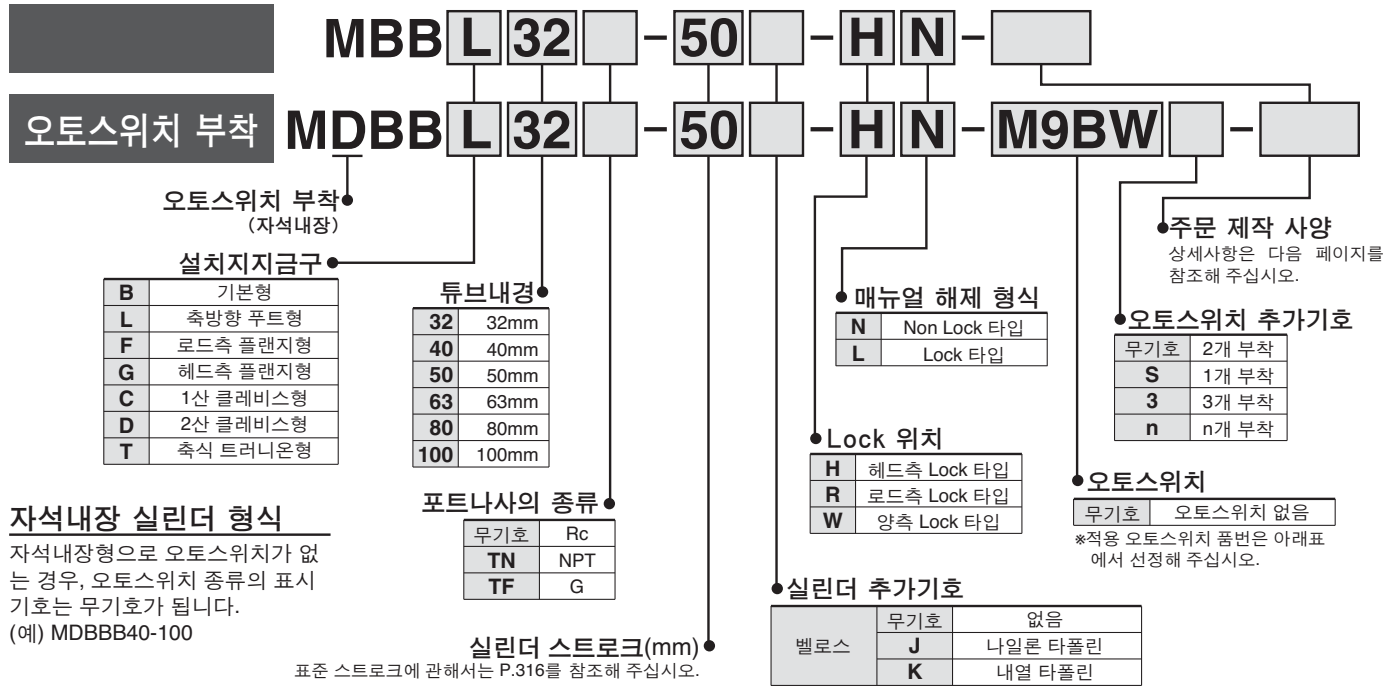 MBB L 32 - 50 - H N -
오토스위치 부착 MDBB L 32 - 50 - H N - M9BW -
오토스위치 부착
(자석내장)
설치지지금구
B 기본형
L 축방향 푸트형
F 로드측 플랜지형
G 헤드측 플랜지형
C 1산 클레비스형
D 2산 클레비스형
T 축식 트러니온형
튜브내경
32 32mm
40 40mm
50 50mm
63 63mm
80 80mm
100 100mm
포트나사의 종류
무기호 Rc
TN NPT
TF G
자석내장 실린더 형식
자석내장형으로 오토스위치가 없
는 경우, 오토스위치 종류의 표시
기호는 무기호가 됩니다.
(예) MDBBB40-100
실린더 스트로크(mm)
표준 스트로크에 관해서는 P.316를 참조해 주십시오.
매뉴얼 해제 형식
N Non Lock 타입
L Lock 타입
Lock 위치
H 헤드측 Lock 타입
R 로드측 Lock 타입
W 양측 Lock 타입
실린더 추가기호
벨로스
무기호 없음
J 나일론 타폴린
K 내열 타폴린
주문 제작 사양
상세사항은 다음 페이지를
참조해 주십시오.
오토스위치 추가기호
무기호 2개 부착
S 1개 부착
3 3개 부착
n n개 부착
오토스위치
무기호 오토스위치 없음
※적용 오토스위치 품번은 아래표
에서 선정해 주십시오.